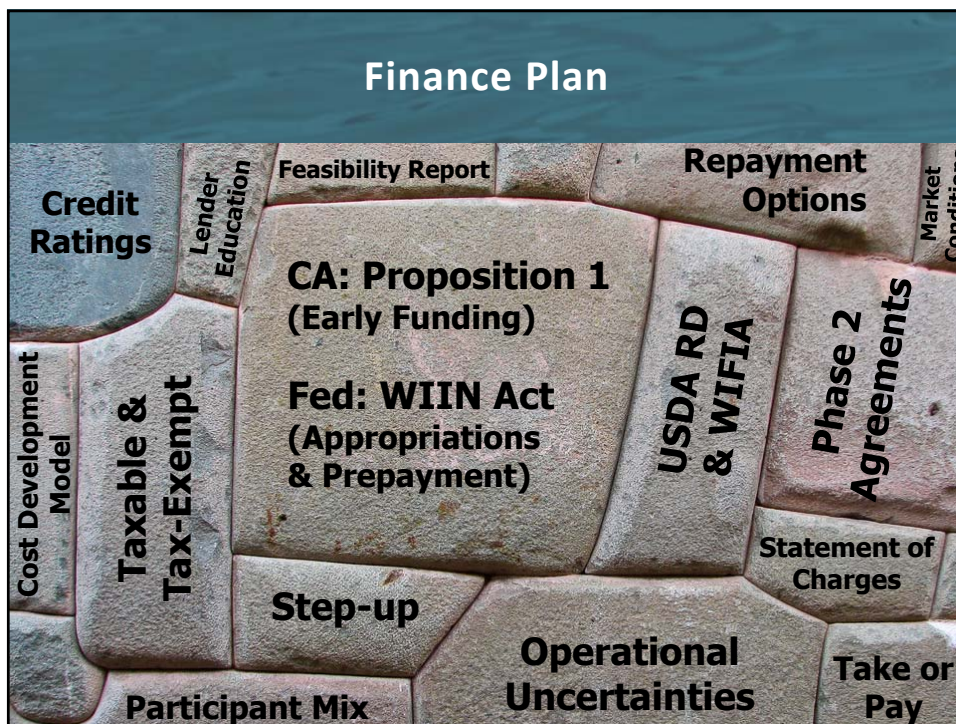 Finance Plan
Credit
Ratings
Lender
Education
Feasibility Report
Repayment
Options
Market
Conditions
CA: Proposition 1
(Early Funding)
Fed: WIIN Act
(Appropriations
& Prepayment)
USDA RD
& WIFIA
Phase 2
Agreements
Cost Development
Model
Taxable &
Tax-Exempt
Statement of
Charges
Step-up
Operational
Uncertainties
Take or
Pay
Participant Mix